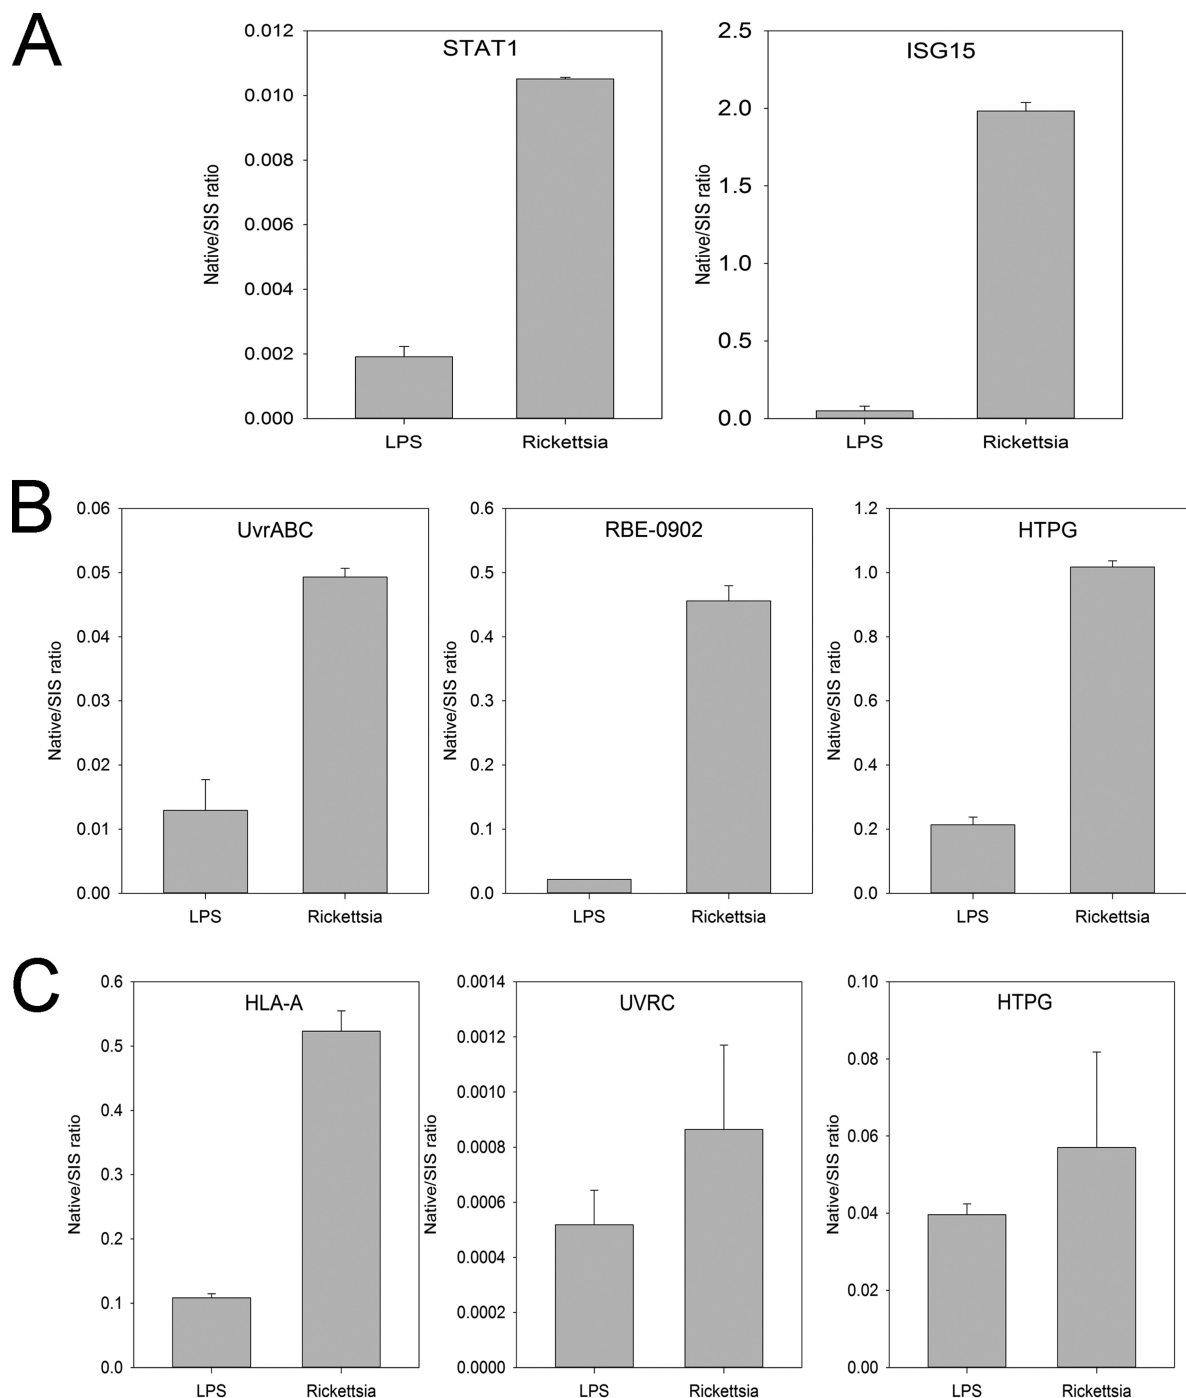 A
STAT1
Native/SIS ratio
0.012
0.010
0.008
0.006
0.004
0.002
0.000
LPS Rickettsia
ISG15
Native/SIS ratio
2.5
2.0
1.5
1.0
0.5
0.0
LPS Rickettsia
B
UvrABC
Native/SIS ratio
0.06
0.05
0.04
0.03
0.02
0.01
0.00
LPS Rickettsia
RBE-0902
Native/SIS ratio
0.6
0.5
0.4
0.3
0.2
0.1
0.0
LPS Rickettsia
HTPG
Native/SIS ratio
1.2
1.0
0.8
0.6
0.4
0.2
0.0
LPS Rickettsia
C
HLA-A
Native/SIS ratio
0.6
0.5
0.4
0.3
0.2
0.1
0.0
LPS Rickettsia
UVRC
Native/SIS ratio
0.0014
0.0012
0.0010
0.0008
0.0006
0.0004
0.0002
0.0000
LPS Rickettsia
HTPG
Native/SIS ratio
0.10
0.08
0.06
0.04
0.02
0.00
LPS Rickettsia